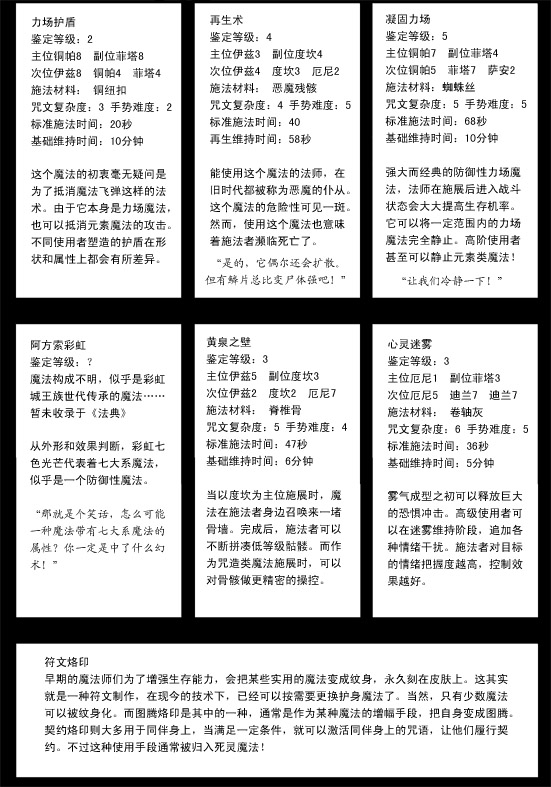 力场护盾
鉴定等级：2
主位铜帕8 副位菲塔8
次位伊兹8 铜帕4 菲塔4
施法材料： 铜纽扣
咒文复杂度：3 手势难度：2
标准施法时间：20秒
基础维持时间：10分钟
这个魔法的初衷毫无疑问是
为了抵消魔法飞弹这样的法
术。由于它本身是力场魔法，
也可以抵消元素魔法的攻击。
不同使用者塑造的护盾在形
状和属性上都会有所差异。
再生术
鉴定等级：4
主位伊兹3 副位度坎4
次位伊兹4 度坎3 厄尼2
施法材料： 恶魔残骸
咒文复杂度：4 手势难度：5
标准施法时间：40
再生维持时间：58秒
能使用这个魔法的法师，在
旧时代都被称为恶魔的仆从。
这个魔法的危险性可见一斑。
然而，使用这个魔法也意味
着施法者濒临死亡了。
“是的，它偶尔还会扩散。
但有鳞片总比变尸体强吧！”
凝固力场
鉴定等级：5
主位铜帕7 副位菲塔4
次位铜帕5 菲塔7 萨安2
施法材料： 蜘蛛丝
咒文复杂度：5 手势难度：5
标准施法时间：68秒
基础维持时间：10分钟
强大而经典的防御性力场魔
法，法师在施展后进入战斗
状态会大大提高生存机率。
它可以将一定范围内的力场
魔法完全静止。高阶使用者
甚至可以静止元素类魔法！
“让我们冷静一下！”
阿方索彩虹
鉴定等级：？
魔法构成不明，似乎是彩虹
城王族世代传承的魔法……
暂未收录于《法典》
从外形和效果判断，彩虹七
色光芒代表着七大系魔法，
似乎是一个防御性魔法。
“那就是个笑话，怎么可能
一种魔法带有七大系魔法的
属性？你一定是中了什么幻
术！”
黄泉之壁
鉴定等级：3
主位伊兹5 副位度坎3
次位伊兹2 度坎2 厄尼7
施法材料： 脊椎骨
咒文复杂度：5 手势难度：4
标准施法时间：47秒
基础维持时间：6分钟
当以度坎为主位施展时，魔
法在施法者身边召唤来一堵
骨墙。完成后，施法者可以
不断拼凑低等级骷髅。而作
为咒造类魔法施展时，可以
对骨骸做更精密的操控。
心灵迷雾
鉴定等级：3
主位厄尼1 副位菲塔3
次位厄尼5 迪兰7 迪兰7
施法材料： 卷轴灰
咒文复杂度：6 手势难度：5
标准施法时间：36秒
基础维持时间：5分钟
雾气成型之初可以释放巨大
的恐惧冲击。高级使用者可
以在迷雾维持阶段，追加各
种情绪干扰。施法者对目标
的情绪把握度越高，控制效
果越好。
符文烙印
早期的魔法师们为了增强生存能力，会把某些实用的魔法变成纹身，永久刻在皮肤上。这其实
就是一种符文制作，在现今的技术下，已经可以按需要更换护身魔法了。当然，只有少数魔法
可以被纹身化。而图腾烙印是其中的一种，通常是作为某种魔法的增幅手段，把自身变成图腾。
契约烙印则大多用于同伴身上，当满足一定条件，就可以激活同伴身上的咒语，让他们履行契
约。不过这种使用手段通常被归入死灵魔法！